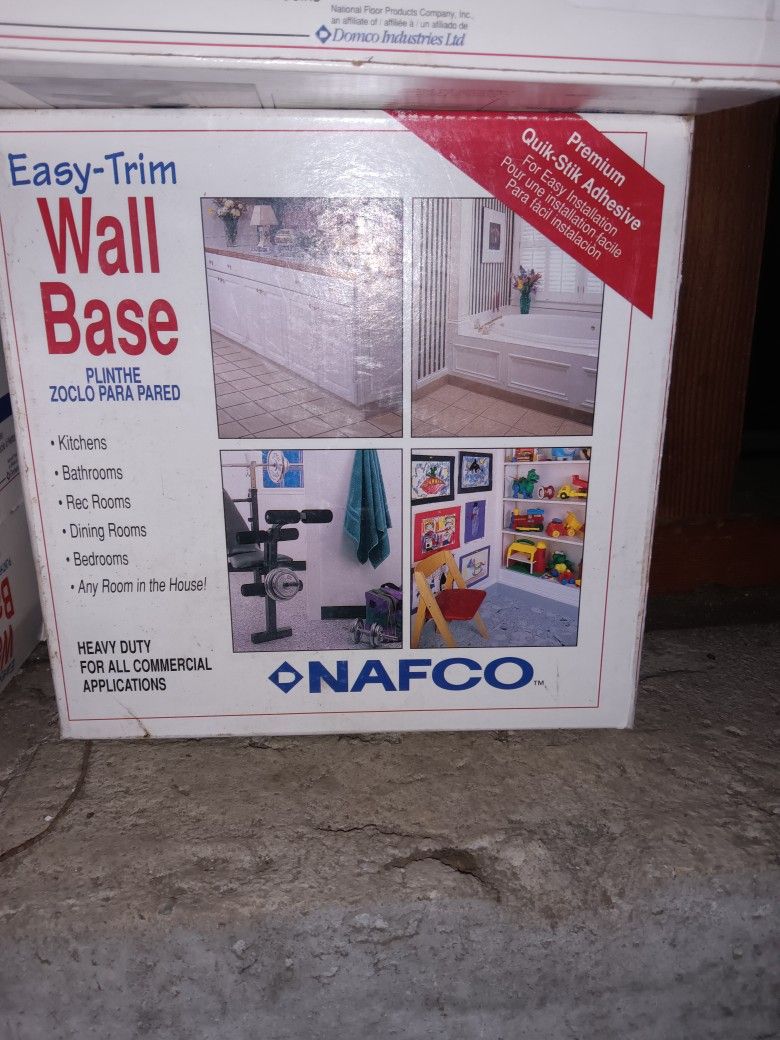 National Floor Products Company, Inc.
an affiliate of / affiliée à / un afiliado de
Domco Industries Ltd
Easy-Trim
Wall
Base
PLINTHE
ZOCLO PARA PARED
• Kitchens
• Bathrooms
• Rec Rooms
• Dining Rooms
• Bedrooms
• Any Room in the House!
HEAVY DUTY
FOR ALL COMMERCIAL
APPLICATIONS
Premium
Quik-Stik Adhesive
For Easy Installation
Pour une installation facile
Para fácil instalación
NAFCO™